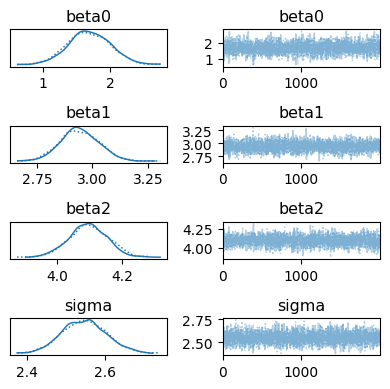 beta0 beta0
2
1
1 2 0 1000
beta1 beta1
3.25
3.00
2.75
2.75 3.00 3.25 0 1000
beta2 beta2
4.25
4.00
4.0 4.2 0 1000
sigma sigma
2.75
2.50
2.4 2.6 0 1000